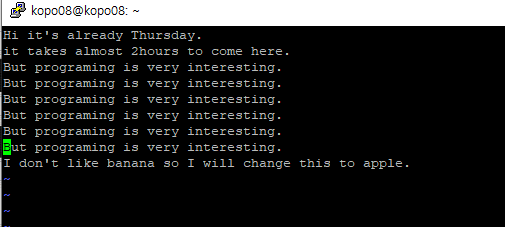 kopo08@kopo08: ~
Hi it's already Thursday.
it takes almost 2hours to come here.
But programing is very interesting.
But programing is very interesting.
But programing is very interesting.
But programing is very interesting.
But programing is very interesting.
But programing is very interesting.
I don't like banana so I will change this to apple.
~
~
~
~